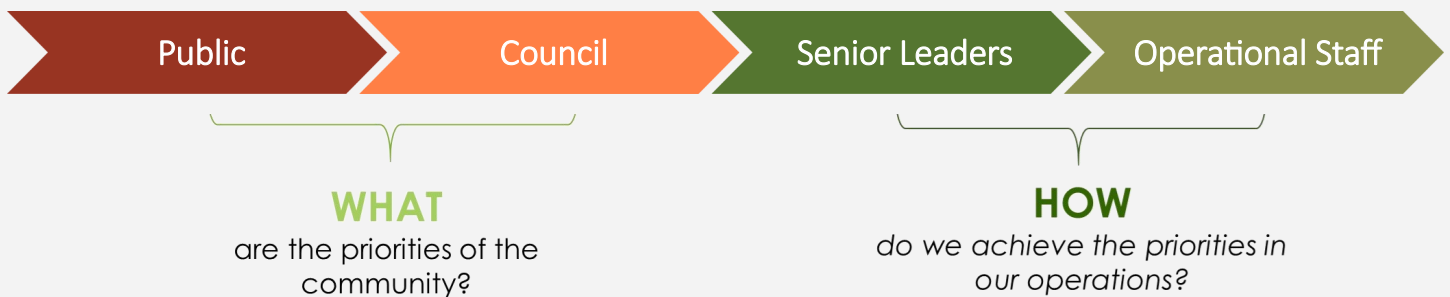 Public
Council
Senior Leaders
Operational Staff
WHAT
are the priorities of the
community?
HOW
do we achieve the priorities in
our operations?